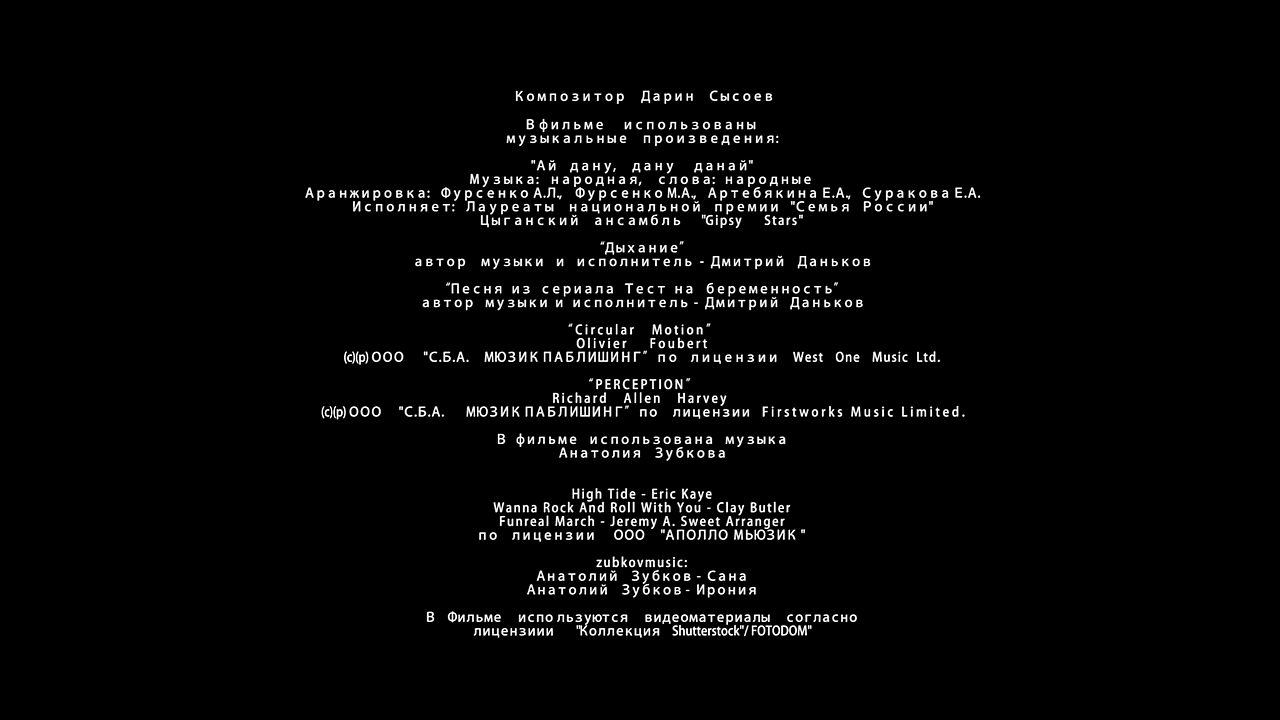 Композитор Дарин Сысоев
В фильме использованы
музыкальные произведения:
"Ай дану, дану данай"
Музыка: народная, слова: народные
Аранжировка: Фурсенко А.Л., Фурсенко М.А., Артебякина Е.А., Суракова Е.А.
Исполняет: Лауреаты национальной премии "Семья России"
Цыганский ансамбль "Gipsy Stars"
“Дыхание”
автор музыки и исполнитель - Дмитрий Даньков
“Песня из сериала Тест на беременность”
автор музыки и исполнитель - Дмитрий Даньков
“Circular Motion”
Olivier Foubert
(c)(p) ООО "С.Б.А. МЮЗИК ПАБЛИШИНГ” по лицензии West One Music Ltd.
“PERCEPTION”
Richard Allen Harvey
(c)(p) ООО "С.Б.А. МЮЗИК ПАБЛИШИНГ” по лицензии Firstworks Music Limited.
В фильме использована музыка
Анатолия Зубкова
High Tide - Eric Kaye
Wanna Rock And Roll With You - Clay Butler
Funreal March - Jeremy A. Sweet Arranger
по лицензии ООО "АПОЛЛО МЬЮЗИК "
zubkovmusic:
Анатолий Зубков - Сана
Анатолий Зубков - Ирония
В Фильме используются видеоматериалы согласно
лицензиии "Коллекция Shutterstock"/ FOTODOM"